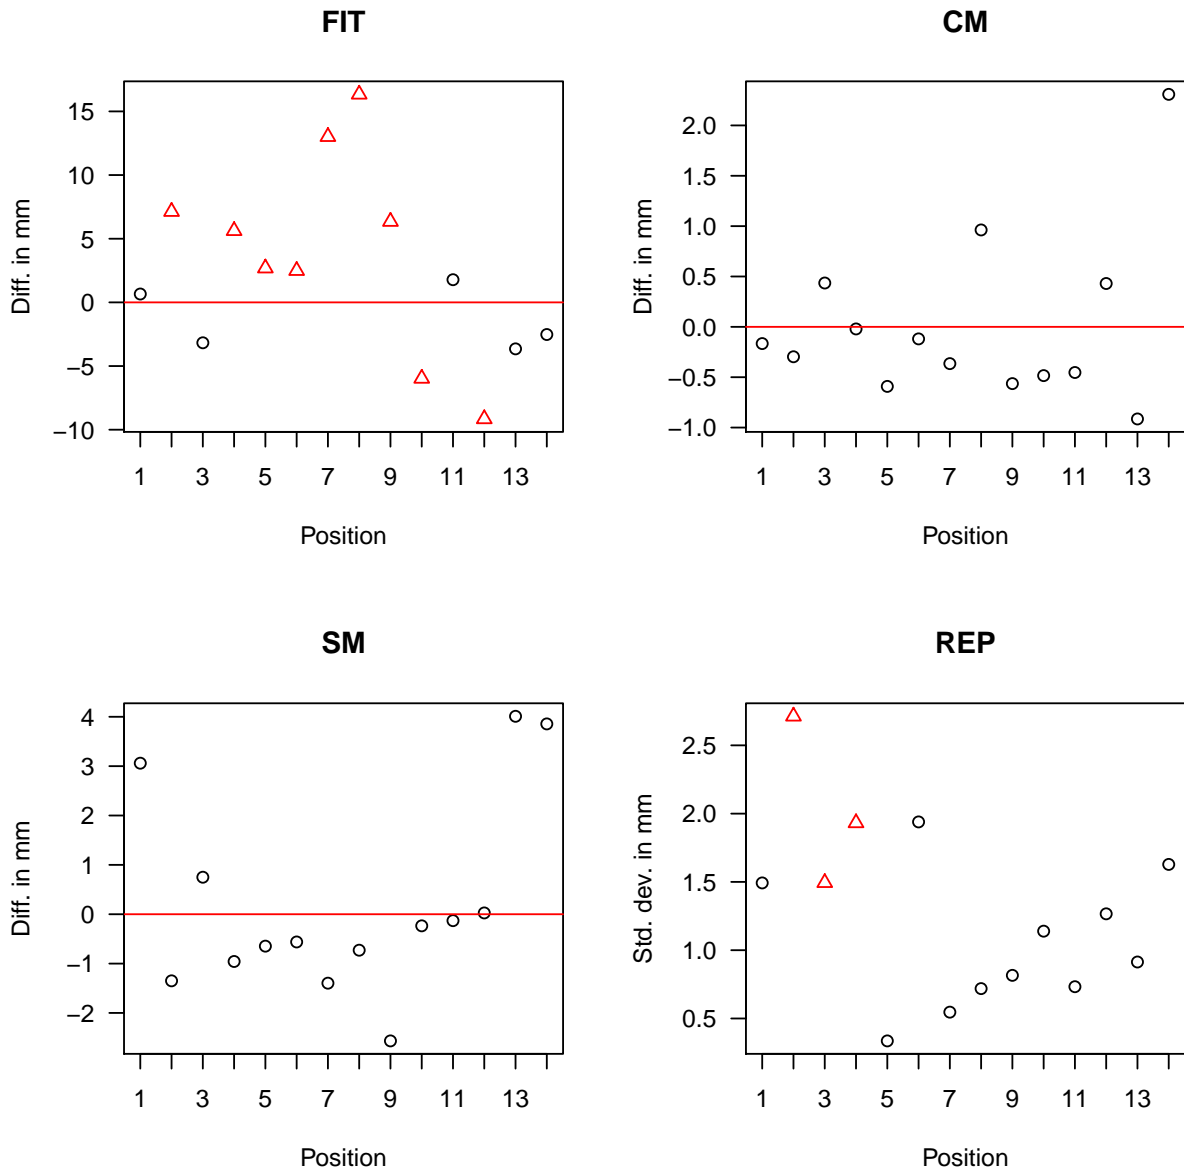 FIT
Diff. in mm
15
10
5
0
−5
−10
1 3 5 7 9 11 13
Position
CM
Diff. in mm
2.0
1.5
1.0
0.5
0.0
−0.5
−1.0
1 3 5 7 9 11 13
Position
SM
Diff. in mm
4
3
2
1
0
−1
−2
1 3 5 7 9 11 13
Position
REP
Std. dev. in mm
2.5
2.0
1.5
1.0
0.5
1 3 5 7 9 11 13
Position